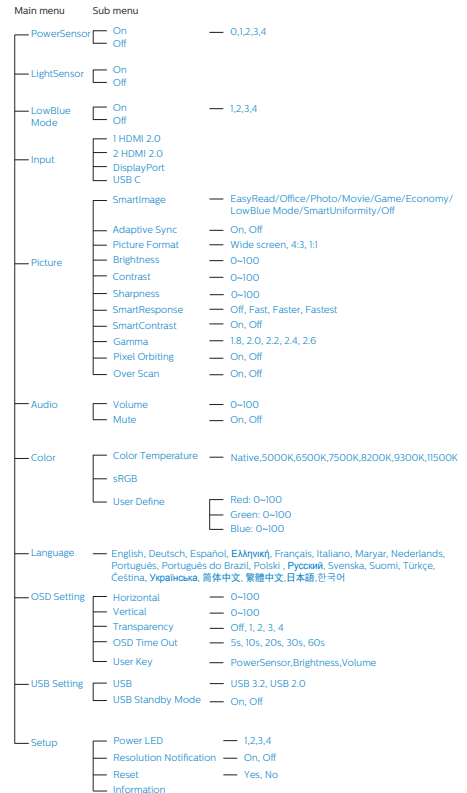 Main menu Sub menu
PowerSensor On 0,1,2,3,4
Off
LightSensor On
Off
LowBlue Mode On 1,2,3,4
Off
Input 1 HDMI 2.0
2 HDMI 2.0
DisplayPort
USB C
Picture SmartImage EasyRead/Office/Photo/Movie/Game/Economy/
LowBlue Mode/SmartUniformity/Off
Adaptive Sync On, Off
Picture Format Wide screen, 4:3, 1:1
Brightness 0~100
Contrast 0~100
Sharpness 0~100
SmartResponse Off, Fast, Faster, Fastest
SmartContrast On, Off
Gamma 1.8, 2.0, 2.2, 2.4, 2.6
Pixel Orbiting On, Off
Over Scan On, Off
Audio Volume 0~100
Mute On, Off
Color Color Temperature Native,5000K,6500K,7500K,8200K,9300K,11500K
sRGB
User Define Red: 0~100
Green: 0~100
Blue: 0~100
Language English, Deutsch, Español, Ελληνική, Français, Italiano, Maryar, Nederlands,
Português, Português do Brazil, Polski , Русский, Svenska, Suomi, Türkçe,
Čeština, Українська, 简体中文, 繁體中文,日本語,한국어
OSD Setting Horizontal 0~100
Vertical 0~100
Transparency Off, 1, 2, 3, 4
OSD Time Out 5s, 10s, 20s, 30s, 60s
User Key PowerSensor,Brightness,Volume
USB Setting USB USB 3.2, USB 2.0
USB Standby Mode On, Off
Setup Power LED 1,2,3,4
Resolution Notification On, Off
Reset Yes, No
Information